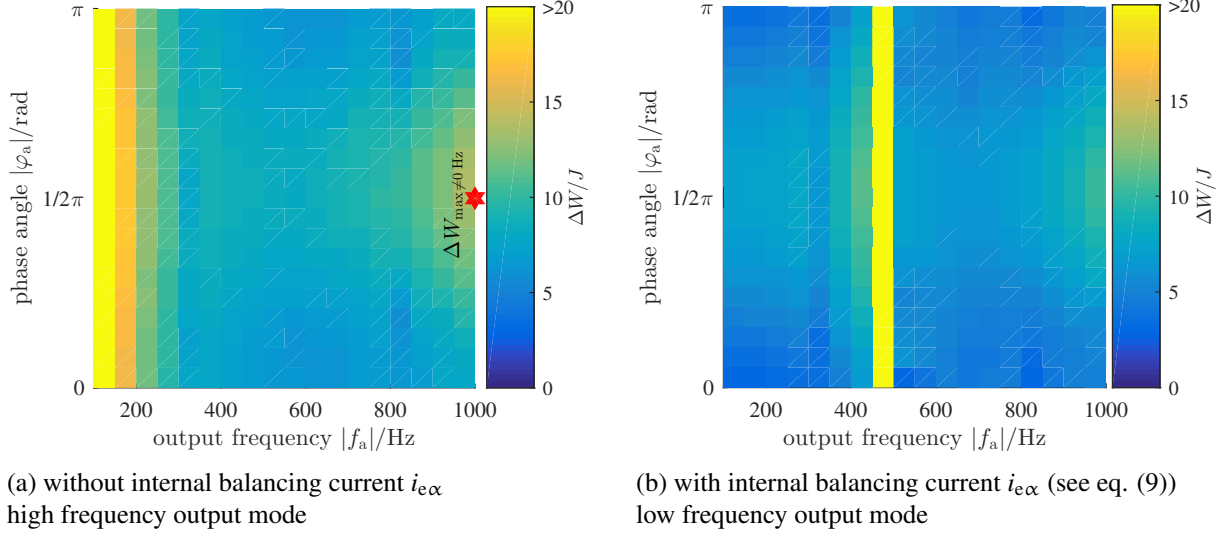 π
1/2π
0
phase angle |φa|/rad
200
400
600
800
1000
output frequency |fa|/Hz
ΔWmax≠0 Hz
>20
15
10
5
0
ΔW/J
(a) without internal balancing current ieα
high frequency output mode
π
1/2π
0
phase angle |φa|/rad
200
400
600
800
1000
output frequency |fa|/Hz
>20
15
10
5
0
ΔW/J
(b) with internal balancing current ieα (see eq. (9))
low frequency output mode